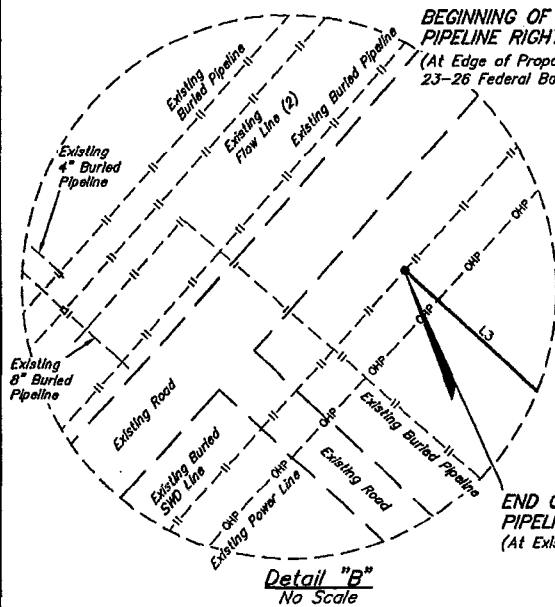 BEGINNING OF
PIPELINE RIGHT
(At Edge of Propo
23-26 Federal Ba
Existing
Buried Pipeline
Existing
Flow Line (2)
Existing Buried Pipeline
Existing
4" Buried
Pipeline
Existing
8" Buried
Pipeline
OHP
OHP
OHP
OHP
OHP
OHP
OHP
L3
Existing Road
Existing Buried
SWD Line
Existing Power Line
Existing Road
Existing Buried Pipeline
END O
PIPELI
(At Exis
Detail "B"
No Scale